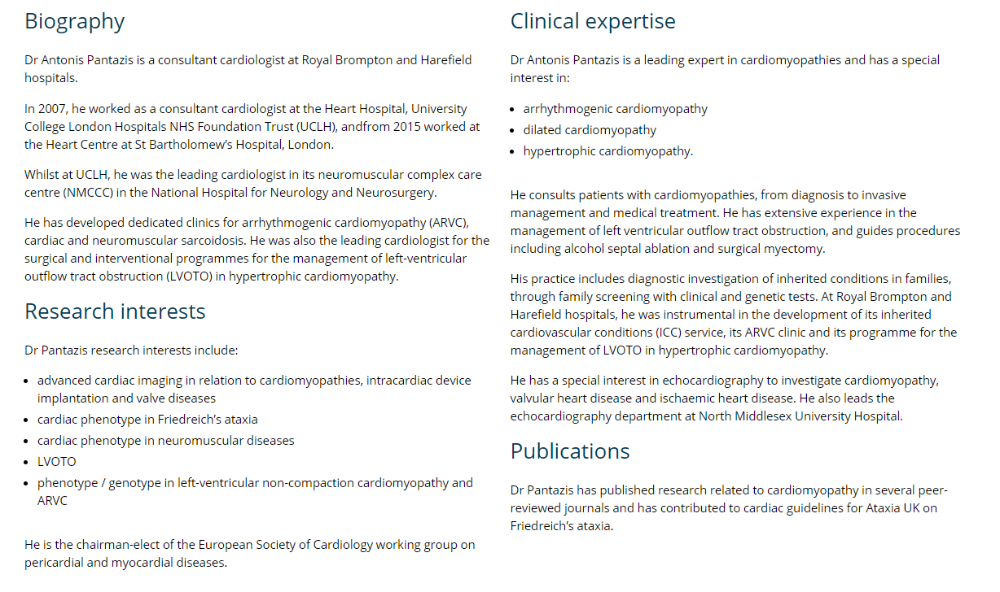 Biography
Dr Antonis Pantazis is a consultant cardiologist at Royal Brompton and Harefield
hospitals.
In 2007, he worked as a consultant cardiologist at the Heart Hospital, University
College London Hospitals NHS Foundation Trust (UCLH), andfrom 2015 worked at
the Heart Centre at St Bartholomew’s Hospital, London.
Whilst at UCLH, he was the leading cardiologist in its neuromuscular complex care
centre (NMCCC) in the National Hospital for Neurology and Neurosurgery.
He has developed dedicated clinics for arrhythmogenic cardiomyopathy (ARVC),
cardiac and neuromuscular sarcoidosis. He was also the leading cardiologist for the
surgical and interventional programmes for the management of left-ventricular
outflow tract obstruction (LVOTO) in hypertrophic cardiomyopathy.
Research interests
Dr Pantazis research interests include:
• advanced cardiac imaging in relation to cardiomyopathies, intracardiac device
implantation and valve diseases
• cardiac phenotype in Friedreich’s ataxia
• cardiac phenotype in neuromuscular diseases
• LVOTO
• phenotype / genotype in left-ventricular non-compaction cardiomyopathy and
ARVC
He is the chairman-elect of the European Society of Cardiology working group on
pericardial and myocardial diseases.
Clinical expertise
Dr Antonis Pantazis is a leading expert in cardiomyopathies and has a special
interest in:
• arrhythmogenic cardiomyopathy
• dilated cardiomyopathy
• hypertrophic cardiomyopathy.
He consults patients with cardiomyopathies, from diagnosis to invasive
management and medical treatment. He has extensive experience in the
management of left ventricular outflow tract obstruction, and guides procedures
including alcohol septal ablation and surgical myectomy.
His practice includes diagnostic investigation of inherited conditions in families,
through family screening with clinical and genetic tests. At Royal Brompton and
Harefield hospitals, he was instrumental in the development of its inherited
cardiovascular conditions (ICC) service, its ARVC clinic and its programme for the
management of LVOTO in hypertrophic cardiomyopathy.
He has a special interest in echocardiography to investigate cardiomyopathy,
valvular heart disease and ischaemic heart disease. He also leads the
echocardiography department at North Middlesex University Hospital.
Publications
Dr Pantazis has published research related to cardiomyopathy in several peer-
reviewed journals and has contributed to cardiac guidelines for Ataxia UK on
Friedreich’s ataxia.